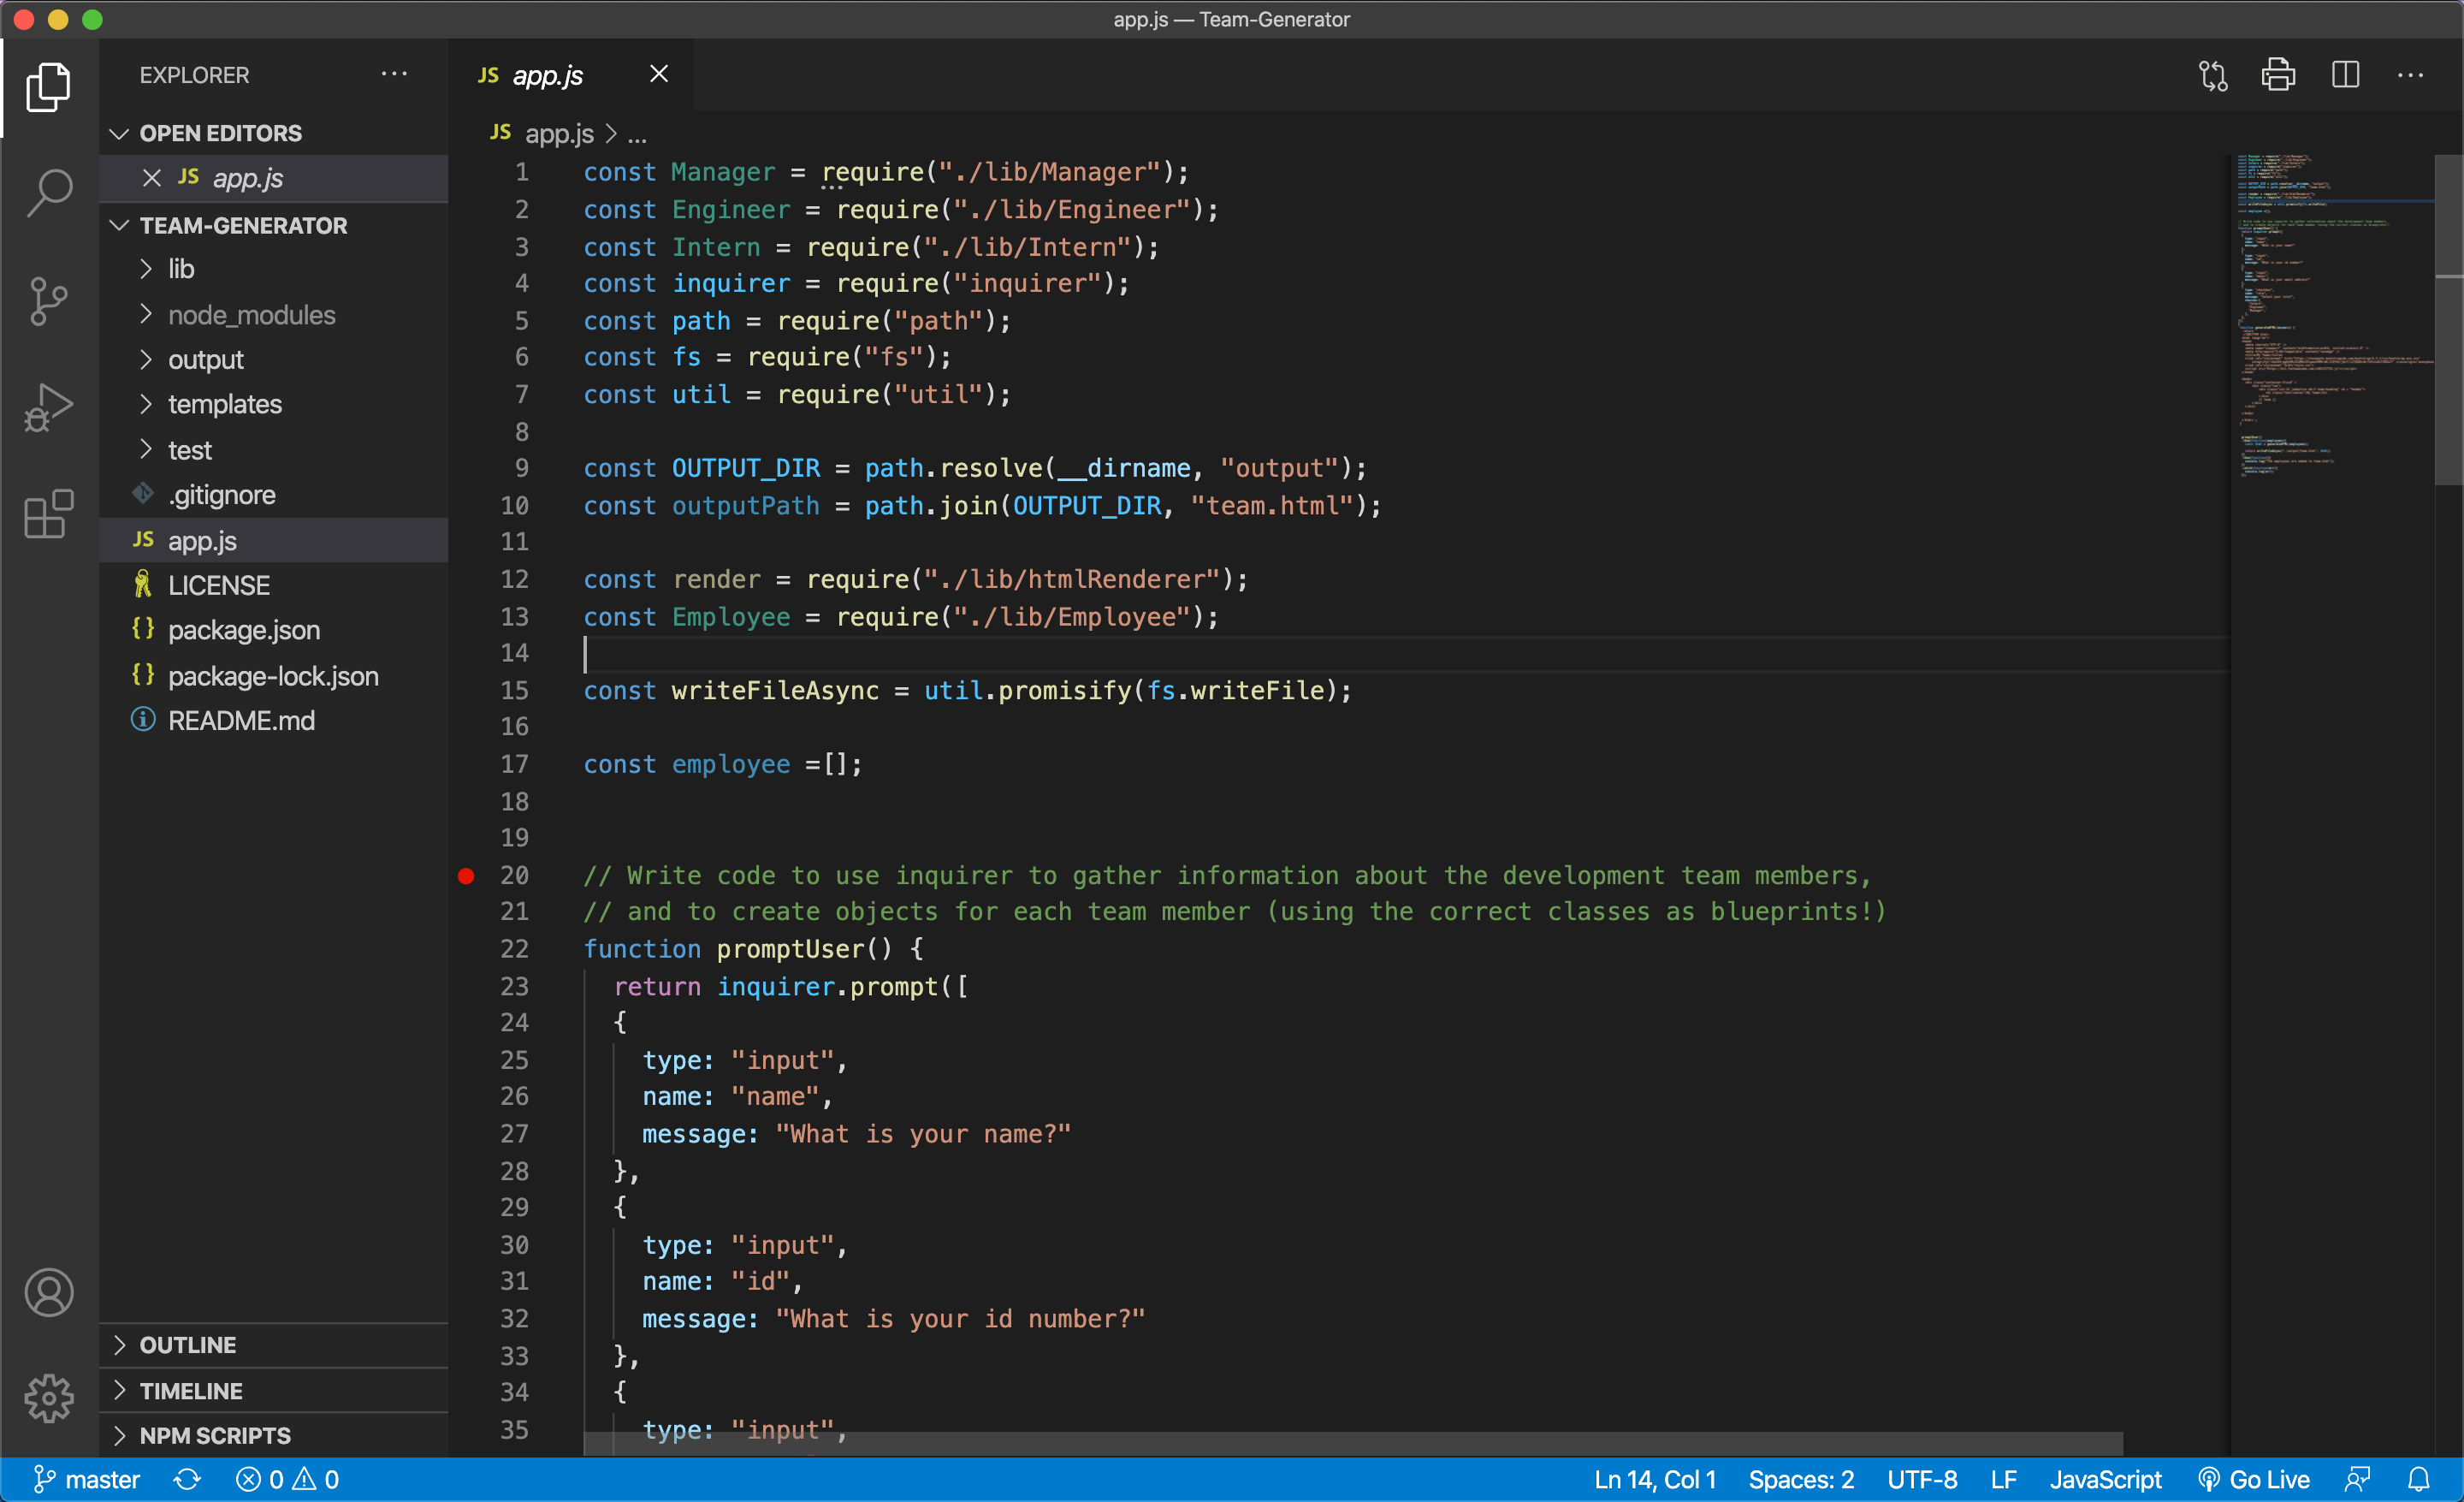 app.js — Team-Generator
EXPLORER
OPEN EDITORS
JS app.js
TEAM-GENERATOR
lib
node_modules
output
templates
test
.gitignore
JS app.js
LICENSE
{} package.json
{} package-lock.json
README.md
OUTLINE
TIMELINE
NPM SCRIPTS
JS app.js
JS app.js > ...
1 const Manager = require("./lib/Manager");
2 const Engineer = require("./lib/Engineer");
3 const Intern = require("./lib/Intern");
4 const inquirer = require("inquirer");
5 const path = require("path");
6 const fs = require("fs");
7 const util = require("util");
8
9 const OUTPUT_DIR = path.resolve(__dirname, "output");
10 const outputPath = path.join(OUTPUT_DIR, "team.html");
11
12 const render = require("./lib/htmlRenderer");
13 const Employee = require("./lib/Employee");
14
15 const writeFileAsync = util.promisify(fs.writeFile);
16
17 const employee =[];
18
19
20 // Write code to use inquirer to gather information about the development team members,
21 // and to create objects for each team member (using the correct classes as blueprints!)
22 function promptUser() {
23   return inquirer.prompt([
24   {
25     type: "input",
26     name: "name",
27     message: "What is your name?"
28   },
29   {
30     type: "input",
31     name: "id",
32     message: "What is your id number?"
33   },
34   {
35     type: "input",
master 0 0 Ln 14, Col 1 Spaces: 2 UTF-8 LF JavaScript Go Live